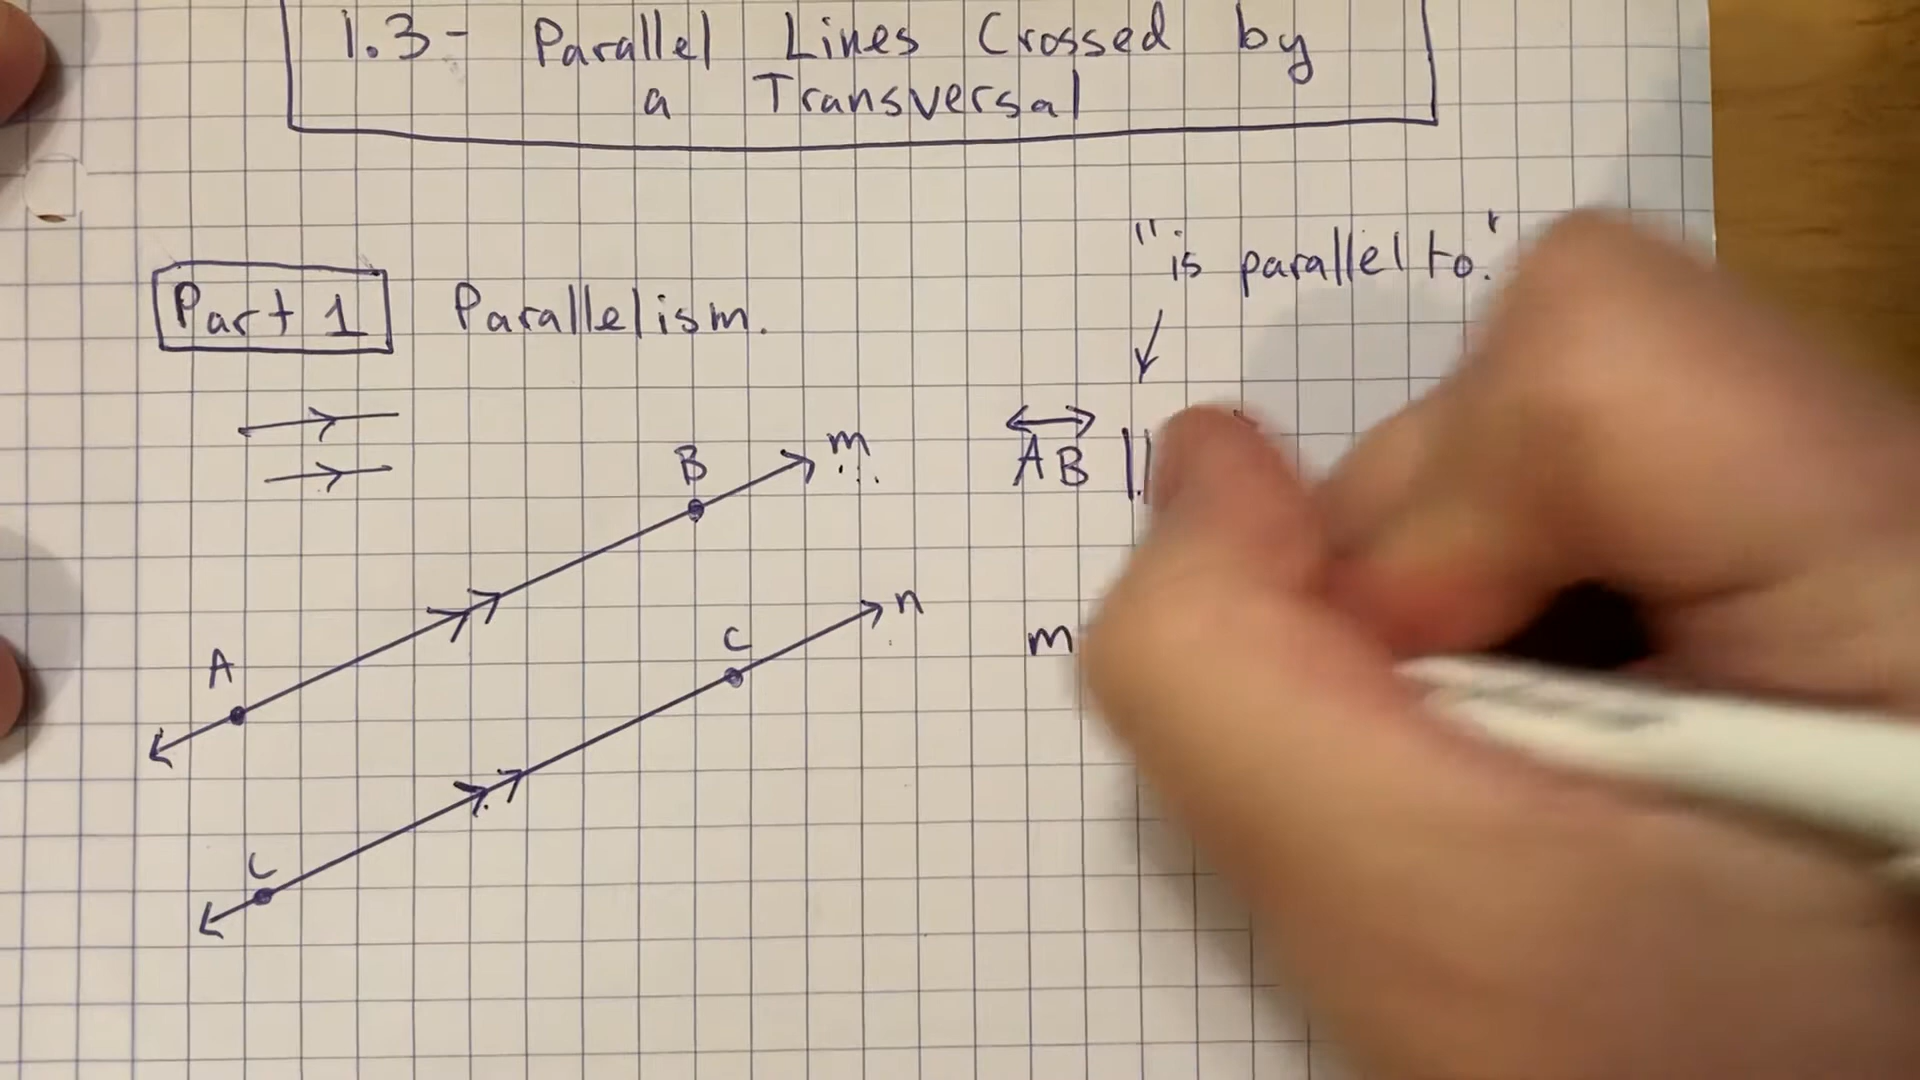 1.3- Parallel Lines Crossed by
a Transversal
"is parallel to."
Part 1 Parallelism.
AB ||
B
m
A
C
n
m
C